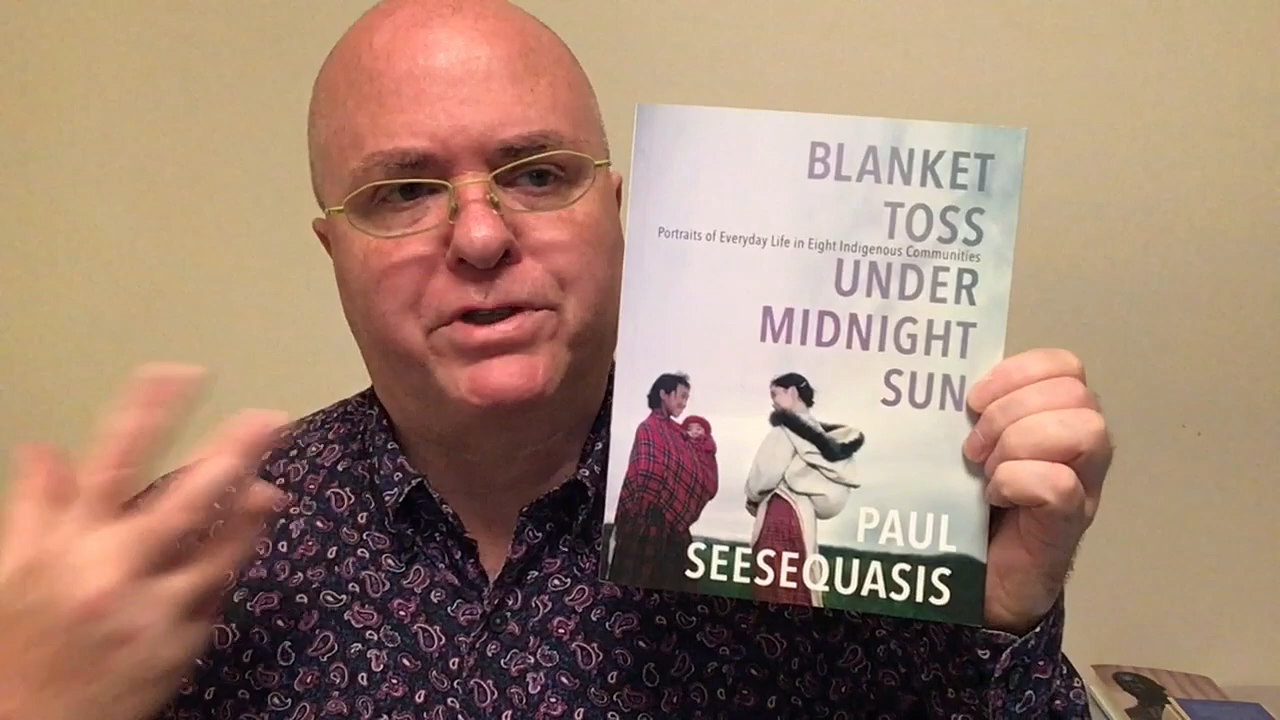 BLANKET
TOSS
Portraits of Everyday Life in Eight Indigenous Communities
UNDER
MIDNIGHT
SUN
PAUL
SEESEQUASIS